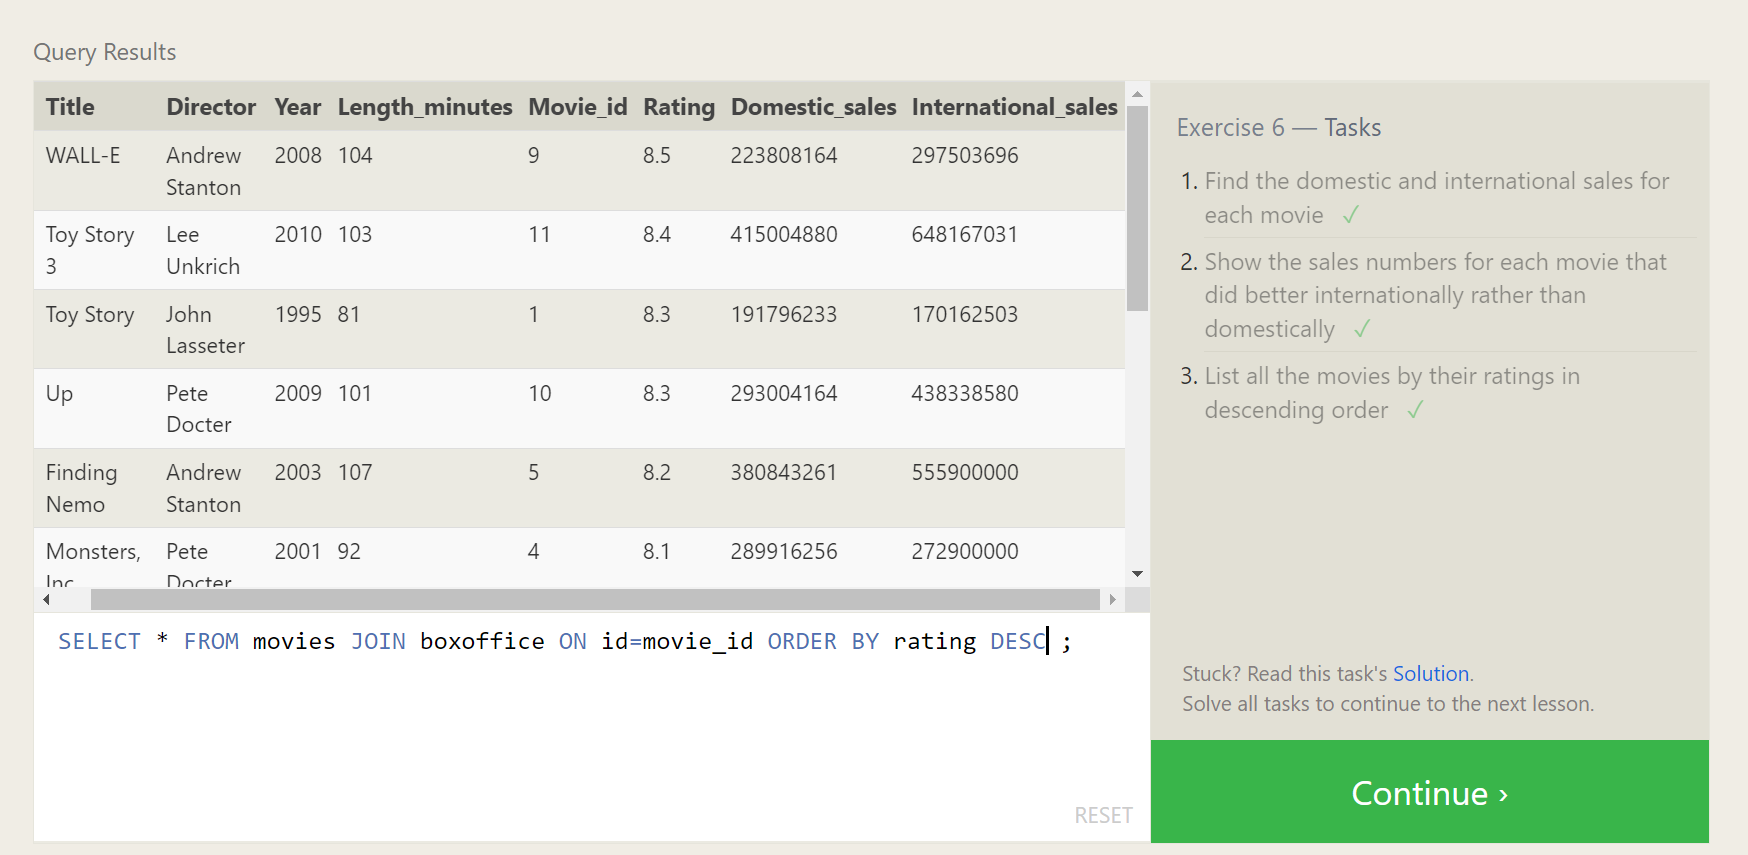 Query Results
Title Director Year Length_minutes Movie_id Rating Domestic_sales International_sales
WALL-E Andrew Stanton 2008 104 9 8.5 223808164 297503696
Toy Story 3 Lee Unkrich 2010 103 11 8.4 415004880 648167031
Toy Story John Lasseter 1995 81 1 8.3 191796233 170162503
Up Pete Docter 2009 101 10 8.3 293004164 438338580
Finding Nemo Andrew Stanton 2003 107 5 8.2 380843261 555900000
Monsters, Inc Pete Docter 2001 92 4 8.1 289916256 272900000
SELECT * FROM movies JOIN boxoffice ON id=movie_id ORDER BY rating DESC ;
RESET
Exercise 6 — Tasks
1. Find the domestic and international sales for
each movie ✓
2. Show the sales numbers for each movie that
did better internationally rather than
domestically ✓
3. List all the movies by their ratings in
descending order ✓
Stuck? Read this task's Solution.
Solve all tasks to continue to the next lesson.
Continue ›